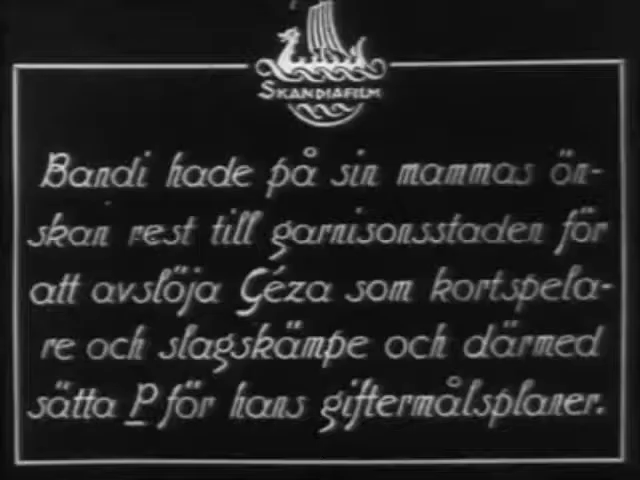 SKANDIAFILM
Bandi hade på sin mammas ön-
skan rest till garnisonsstaden för
att avslöja Géza som kortspela-
re och slagskämpe och därmed
sätta P för hans giftermålsplaner.